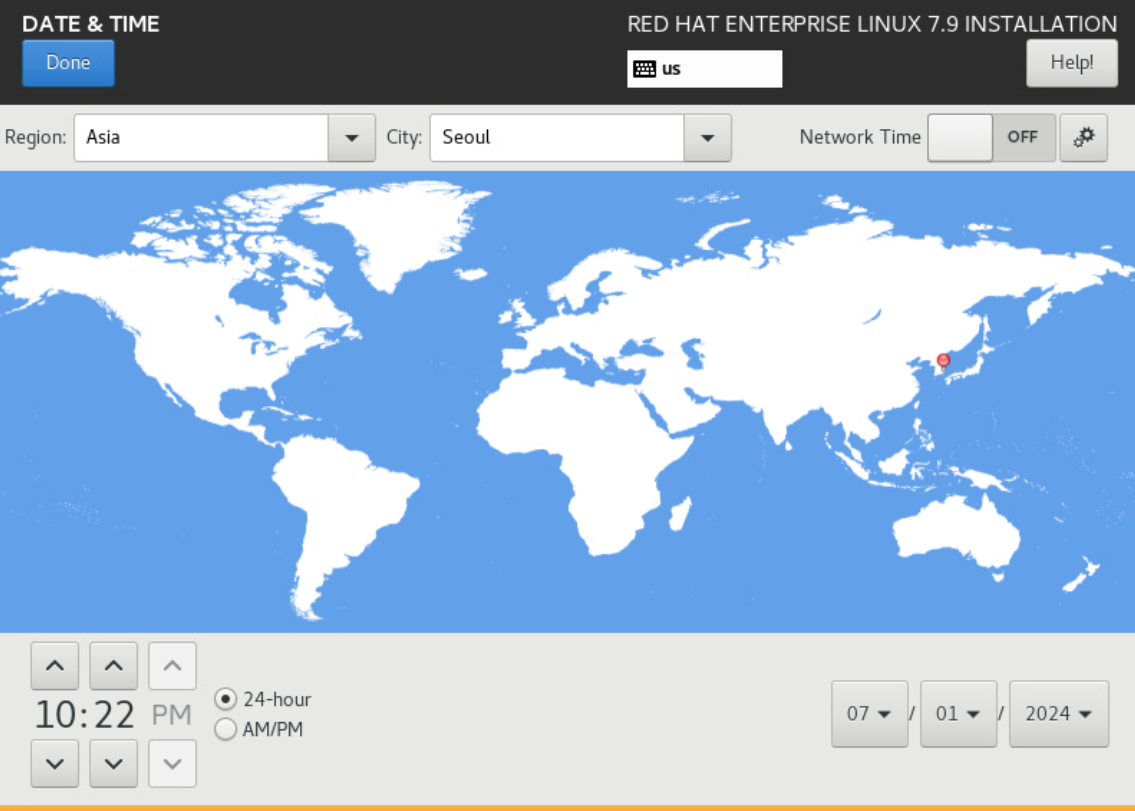 DATE & TIME
RED HAT ENTERPRISE LINUX 7.9 INSTALLATION
Done
us
Help!
Region: Asia City: Seoul Network Time OFF
10:22 PM
24-hour
AM/PM
07 / 01 / 2024